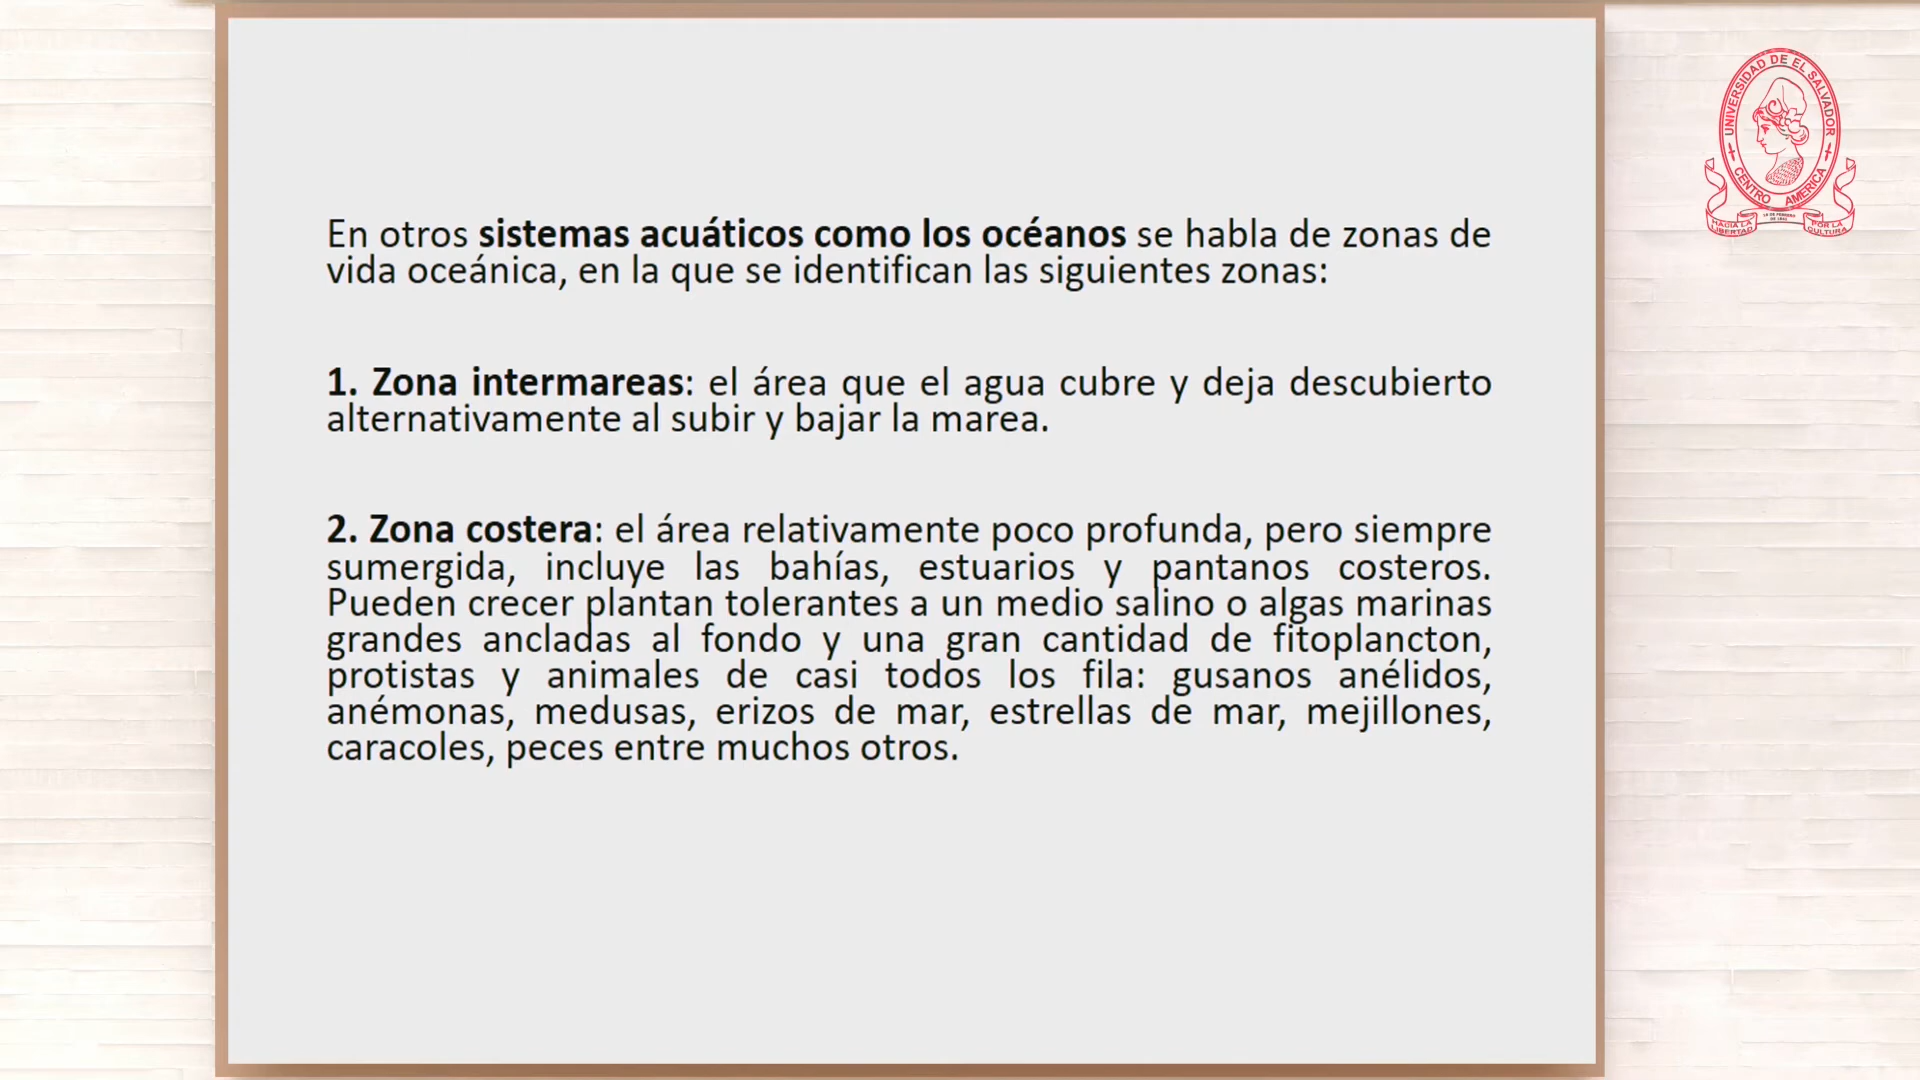 En otros sistemas acuáticos como los océanos se habla de zonas de
vida oceánica, en la que se identifican las siguientes zonas:
1. Zona intermareas: el área que el agua cubre y deja descubierto
alternativamente al subir y bajar la marea.
2. Zona costera: el área relativamente poco profunda, pero siempre
sumergida, incluye las bahías, estuarios y pantanos costeros.
Pueden crecer plantan tolerantes a un medio salino o algas marinas
grandes ancladas al fondo y una gran cantidad de fitoplancton,
protistas y animales de casi todos los fila: gusanos anélidos,
anémonas, medusas, erizos de mar, estrellas de mar, mejillones,
caracoles, peces entre muchos otros.
UNIVERSIDAD DE EL SALVADOR
CENTRO AMERICA
HACIA LA
LIBERTAD
16 DE FEBRERO
DE 1841
POR LA
CULTURA